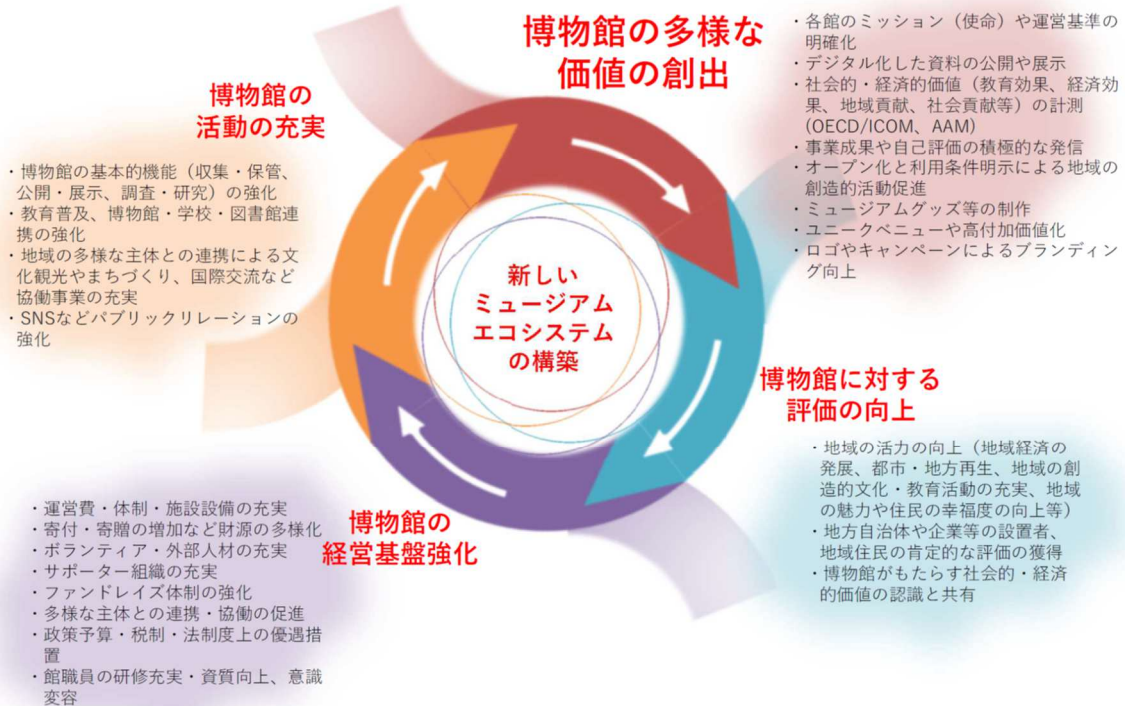 博物館の多様な
価値の創出
・各館のミッション（使命）や運営基準の
明確化
・デジタル化した資料の公開や展示
・社会的・経済的価値（教育効果、経済効
果、地域貢献、社会貢献等）の計測
(OECD/ICOM、AAM)
・事業成果や自己評価の積極的な発信
・オープン化と利用条件明示による地域の
創造的活動促進
・ミュージアムグッズ等の制作
・ユニークベニューや高付加価値化
・ロゴやキャンペーンによるブランディン
グ向上
博物館に対する
評価の向上
・地域の活力の向上（地域経済の
発展、都市・地方再生、地域の創
造的文化・教育活動の充実、地域
の魅力や住民の幸福度の向上等）
・地方自治体や企業等の設置者、
地域住民の肯定的な評価の獲得
・博物館がもたらす社会的・経済
的価値の認識と共有
博物館の
経営基盤強化
・運営費・体制・施設設備の充実
・寄付・寄贈の増加など財源の多様化
・ボランティア・外部人材の充実
・サポーター組織の充実
・ファンドレイズ体制の強化
・多様な主体との連携・協働の促進
・政策予算・税制・法制度上の優遇措
置
・館職員の研修充実・資質向上、意識
変容
博物館の
活動の充実
・博物館の基本的機能（収集・保管、
公開・展示、調査・研究）の強化
・教育普及、博物館・学校・図書館連
携の強化
・地域の多様な主体との連携による文
化観光やまちづくり、国際交流など
協働事業の充実
・SNSなどパブリックリレーションの
強化
新しい
ミュージアム
エコシステム
の構築